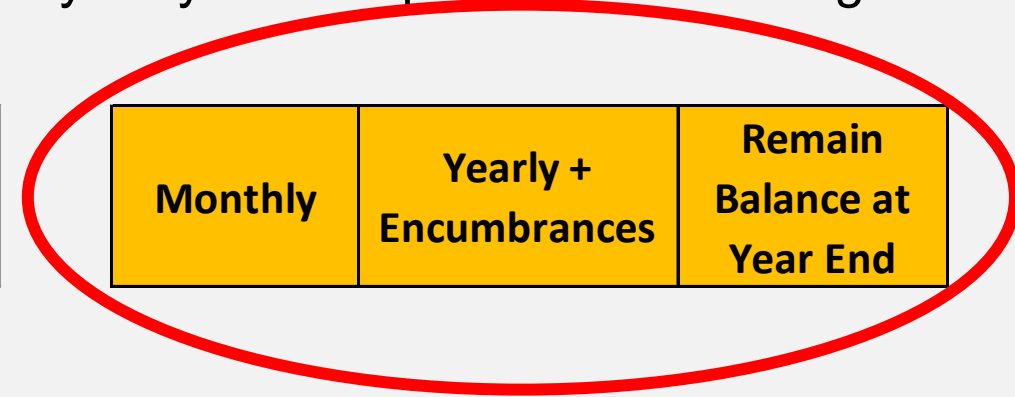 Monthly
Yearly +
Encumbrances
Remain
Balance at
Year End